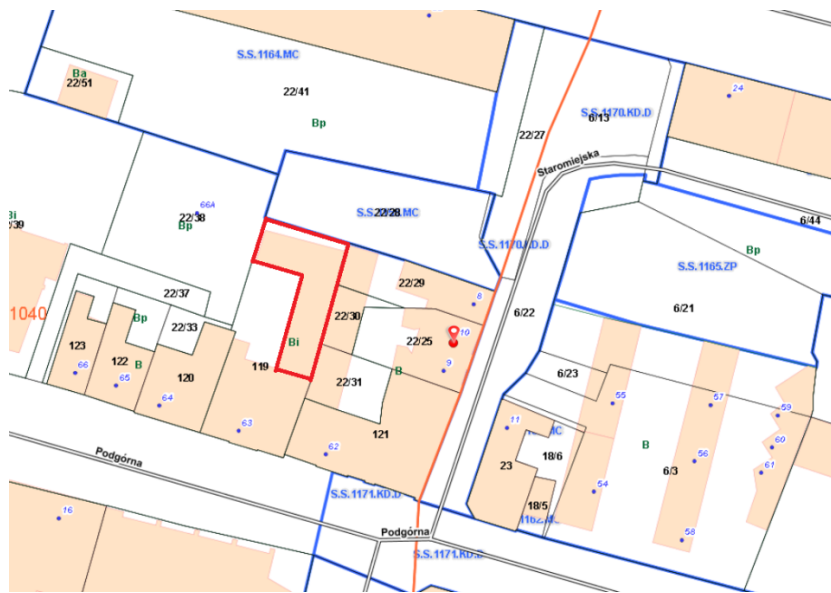 S.S.1164.MC
Ba
22/51
22/41
Bp
24
S.S.1170.KD.D
6/13
22/27
Staromiejska
66A
22/38
Bp
22/28
S.S.1170.KD.D
6/44
Bi
22/39
Bp
S.S.1165.ZP
22/37
22/29
8
6/22
6/21
1040
Bp
22/33
22/30
10
22/25
9
123
122
B
120
119
Bi
B
6/23
66
65
64
63
22/31
55
57
59
62
121
11
18/6
B
60
56
61
6/3
Podgórna
23
54
18/5
S.S.1171.KD.D
16
Podgórna
58
S.S.1171.KD.D